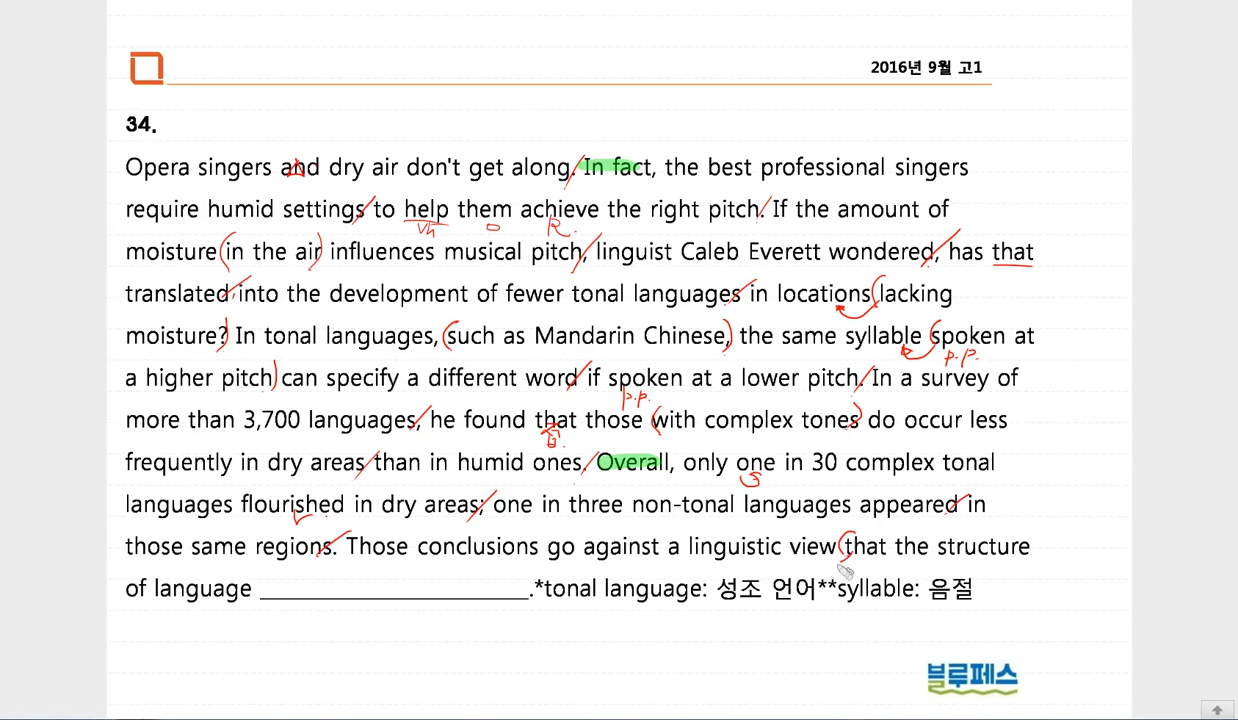 2016년 9월 고1
34.
Opera singers and dry air don't get along. In fact, the best professional singers
require humid settings to help them achieve the right pitch. If the amount of
moisture in the air influences musical pitch, linguist Caleb Everett wondered, has that
translated into the development of fewer tonal languages in locations lacking
moisture? In tonal languages, such as Mandarin Chinese, the same syllable spoken at
a higher pitch can specify a different word if spoken at a lower pitch. In a survey of
more than 3,700 languages, he found that those with complex tones do occur less
frequently in dry areas than in humid ones. Overall, only one in 30 complex tonal
languages flourished in dry areas; one in three non-tonal languages appeared in
those same regions. Those conclusions go against a linguistic view that the structure
of language ______________________.*tonal language: 성조 언어**syllable: 음절
블루페스